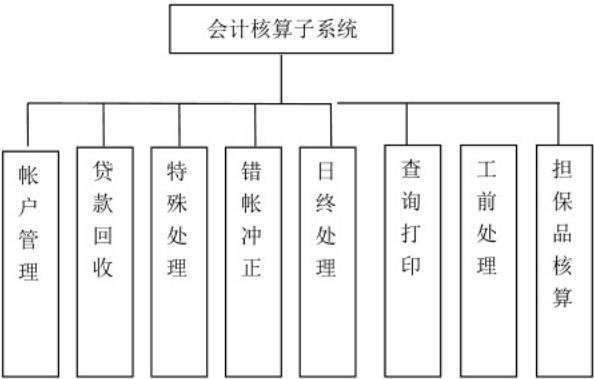 会计核算子系统
帐户管理
贷款回收
特殊处理
错帐冲正
日终处理
查询打印
工前处理
担保品核算